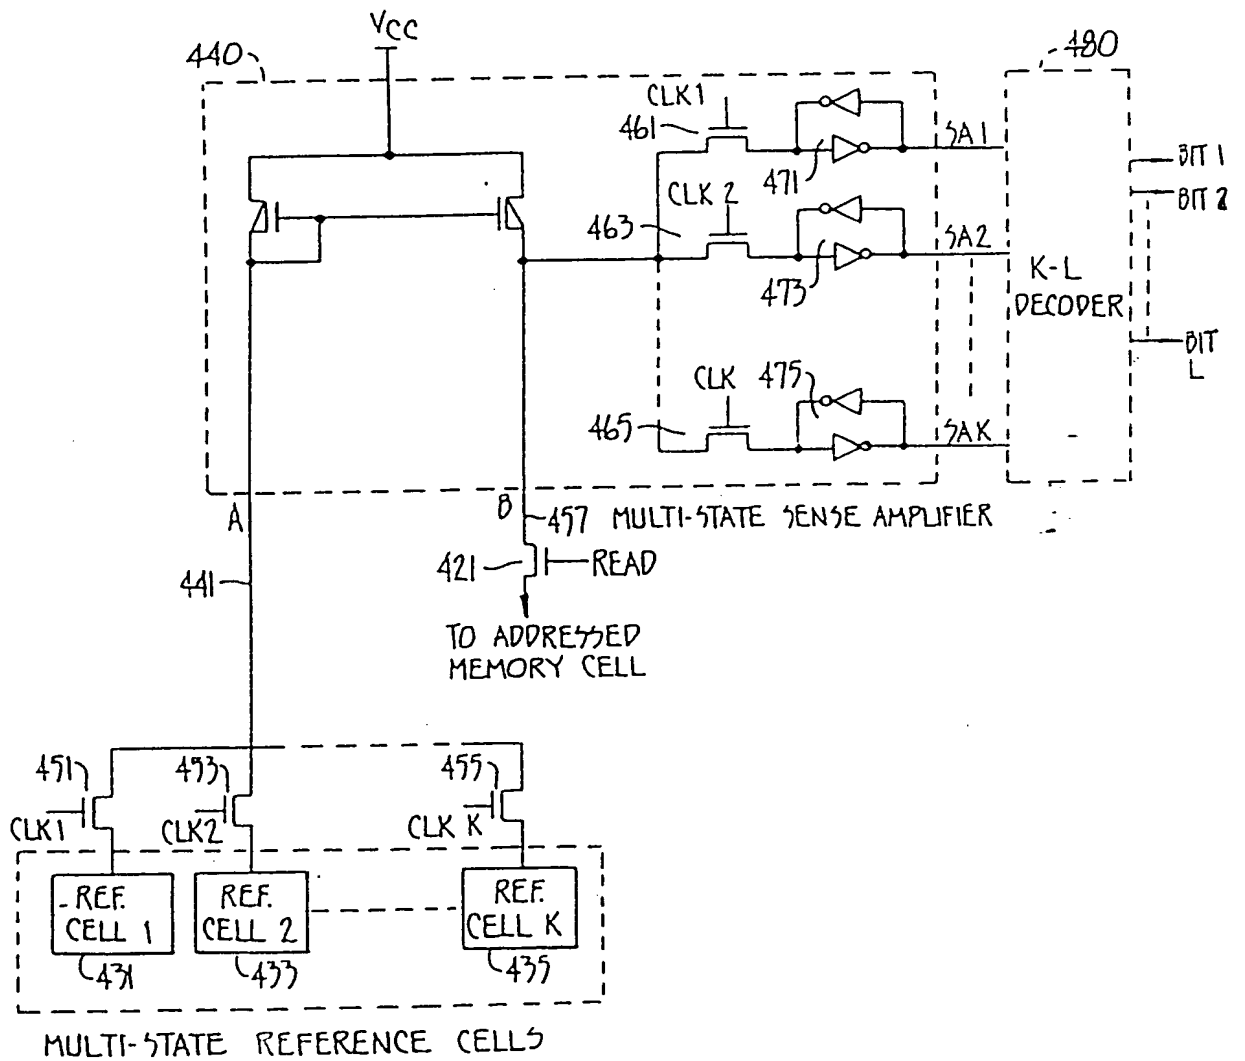 VCC
440
480
CLK1
461
471
SA1
BIT 1
CLK 2
BIT 2
463
473
SA2
K-L
DECODER
BIT
L
CLK
475
465
SAK
A
B
457
MULTI-STATE SENSE AMPLIFIER
421
READ
441
TO ADDRESSED
MEMORY CELL
451
453
455
CLK1
CLK2
CLK K
REF.
CELL 1
REF.
CELL 2
REF.
CELL K
431
433
435
MULTI-STATE REFERENCE CELLS